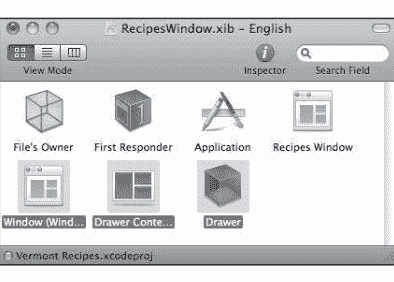 RecipesWindow.xib – English
View Mode
Inspector
Search Field
File's Owner
First Responder
Application
Recipes Window
Window (Wind...
Drawer Conte...
Drawer
Vermont Recipes.xcodeproj